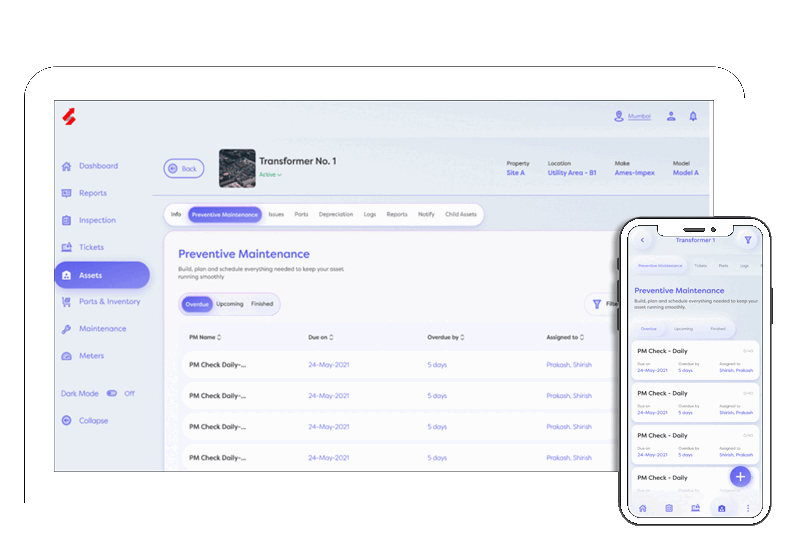 Mumbai
Dashboard
Reports
Inspection
Tickets
Assets
Parts & Inventory
Maintenance
Meters
Dark Mode Off
Collapse
Back
Transformer No. 1
Active
Property Location Make Model
Site A Utility Area - B1 Ames-Impex Model A
Info Preventive Maintenance Issues Parts Depreciation Logs Reports Notify Child Assets
Preventive Maintenance
Build, plan and schedule everything needed to keep your asset
running smoothly
Overdue Upcoming Finished
PM Name Due on Overdue by Assigned to
PM Check Daily-... 24-May-2021 5 days Prakash, Shirish
PM Check Daily-... 24-May-2021 5 days Prakash, Shirish
PM Check Daily-... 24-May-2021 5 days Prakash, Shirish
PM Check Daily-... 24-May-2021 5 days Prakash, Shirish
Transformer 1
Preventive Maintenance Tickets Parts Logs
Preventive Maintenance
Build, plan and schedule everything needed to keep your asset
running smoothly.
Overdue Upcoming Finished
PM Check - Daily
Due on Overdue by Assigned to
24-May-2021 5 days Shirish, Prakash
PM Check - Daily
Due on Overdue by Assigned to
24-May-2021 5 days Shirish, Prakash
PM Check - Daily
Due on Overdue by Assigned to
24-May-2021 5 days Shirish, Prakash
PM Check - Daily